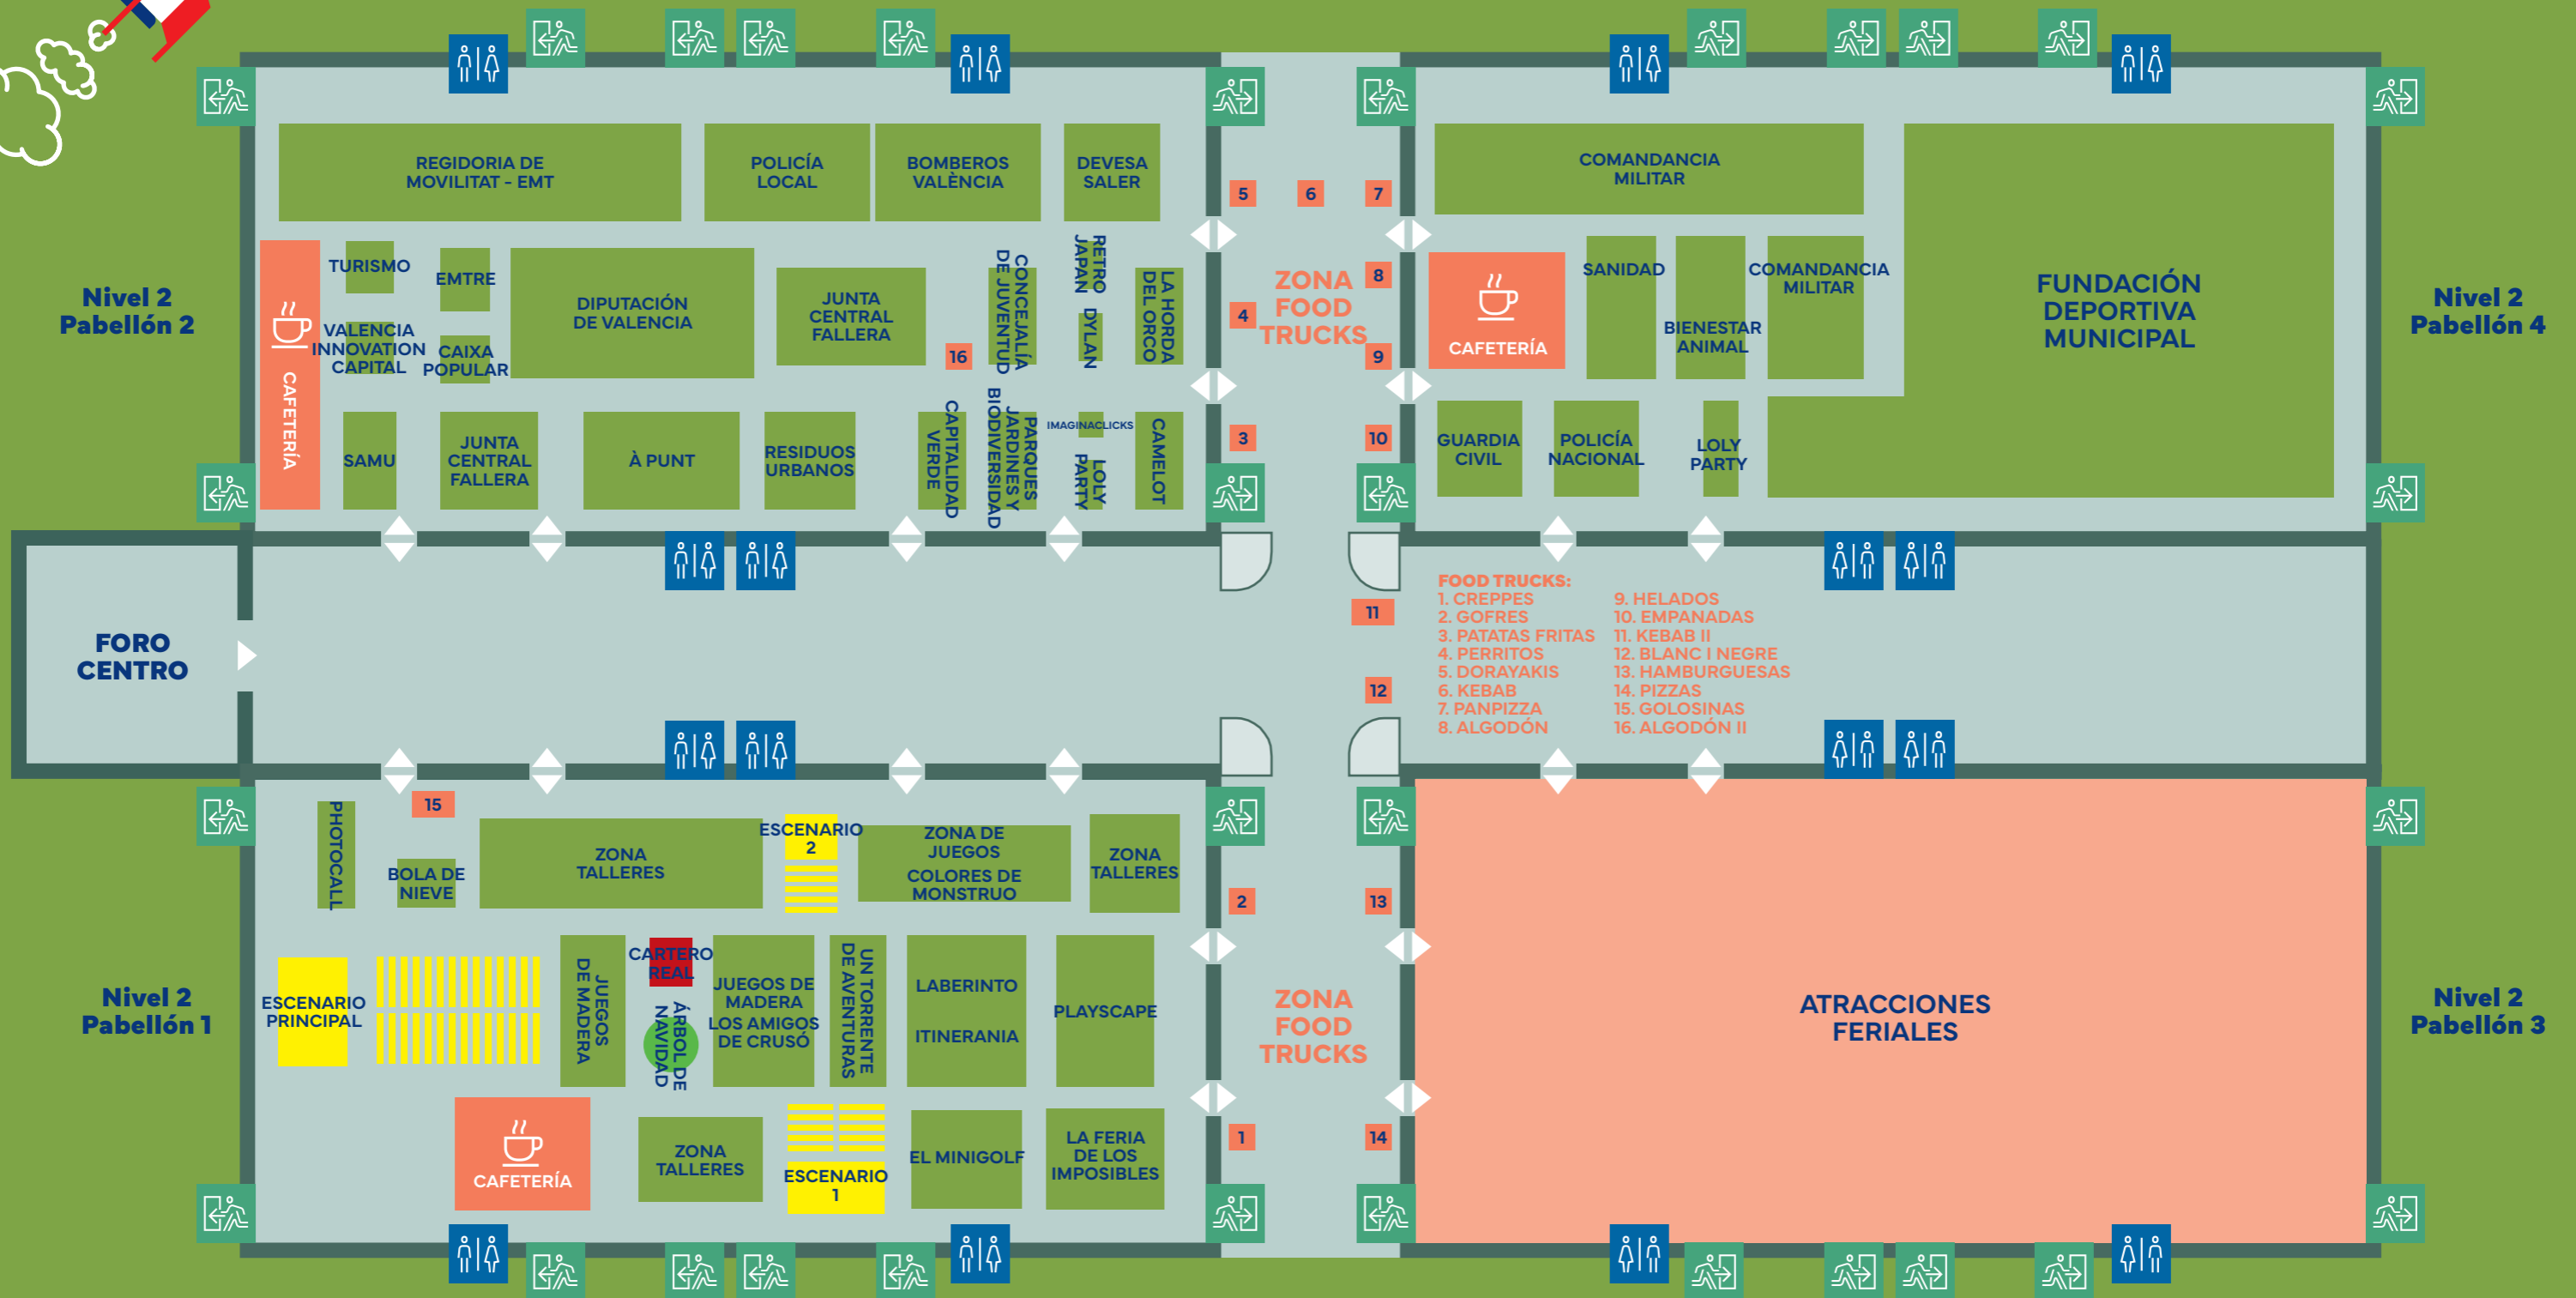 REGIDORIA DE
MOVILITAT - EMT
POLICÍA
LOCAL
BOMBEROS
VALÈNCIA
DEVESA
SALER
5
6
7
COMANDANCIA
MILITAR
Nivel 2
Pabellón 2
CAFETERÍA
TURISMO
EMTRE
VALENCIA
INNOVATION
CAPITAL
CAIXA
POPULAR
DIPUTACIÓN
DE VALENCIA
JUNTA
CENTRAL
FALLERA
16
CONCEJALÍA
DE JUVENTUD
RETRO
JAPAN
DYLAN
LA HORDA
DEL ORCO
4
ZONA
FOOD
TRUCKS
8
9
CAFETERÍA
SANIDAD
BIENESTAR
ANIMAL
COMANDANCIA
MILITAR
FUNDACIÓN
DEPORTIVA
MUNICIPAL
Nivel 2
Pabellón 4
SAMU
JUNTA
CENTRAL
FALLERA
À PUNT
RESIDUOS
URBANOS
CAPITALIDAD
VERDE
PARQUES
JARDINES Y
BIODIVERSIDAD
IMAGINACLICKS
LOLY
PARTY
CAMELOT
3
10
GUARDIA
CIVIL
POLICÍA
NACIONAL
LOLY
PARTY
FORO
CENTRO
11
12
FOOD TRUCKS:
1. CREPPES
2. GOFRES
3. PATATAS FRITAS
4. PERRITOS
5. DORAYAKIS
6. KEBAB
7. PANPIZZA
8. ALGODÓN
9. HELADOS
10. EMPANADAS
11. KEBAB II
12. BLANC I NEGRE
13. HAMBURGUESAS
14. PIZZAS
15. GOLOSINAS
16. ALGODÓN II
PHOTOCALL
15
BOLA DE
NIEVE
ZONA
TALLERES
ESCENARIO
2
ZONA DE
JUEGOS
COLORES DE
MONSTRUO
ZONA
TALLERES
2
13
Nivel 2
Pabellón 1
ESCENARIO
PRINCIPAL
JUEGOS
DE MADERA
CARTERO
REAL
ÁRBOL DE
NAVIDAD
JUEGOS DE
MADERA
LOS AMIGOS
DE CRUSÓ
UN TORRENTE
DE AVENTURAS
LABERINTO
ITINERANIA
PLAYSCAPE
ZONA
FOOD
TRUCKS
ATRACCIONES
FERIALES
Nivel 2
Pabellón 3
CAFETERÍA
ZONA
TALLERES
ESCENARIO
1
EL MINIGOLF
LA FERIA
DE LOS
IMPOSIBLES
1
14